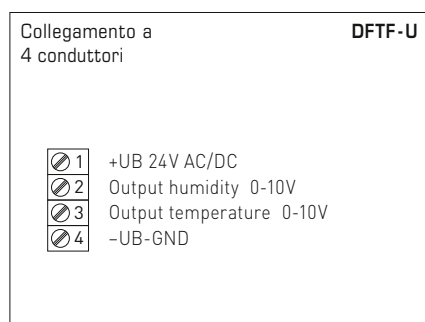 Collegamento a DFTF-U
4 conduttori
1 +UB 24V AC/DC
2 Output humidity 0-10V
3 Output temperature 0-10V
4 –UB-GND